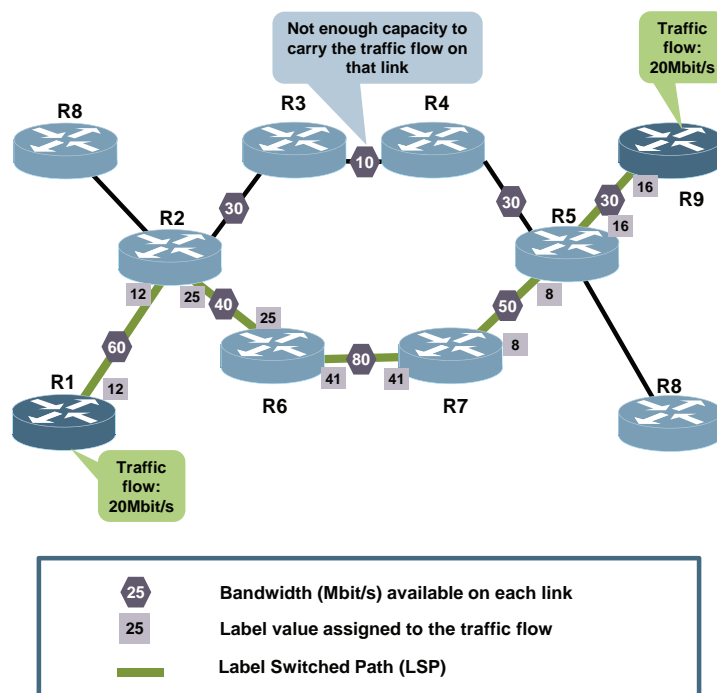 Not enough capacity to
carry the traffic flow on
that link
Traffic
flow:
20Mbit/s
R8
R3
R4
R9
10
16
30
16
R2
30
30
R5
12
25
40
25
50
8
60
80
8
12
41
41
R1
R6
R7
R8
Traffic
flow:
20Mbit/s
25
Bandwidth (Mbit/s) available on each link
25
Label value assigned to the traffic flow
Label Switched Path (LSP)